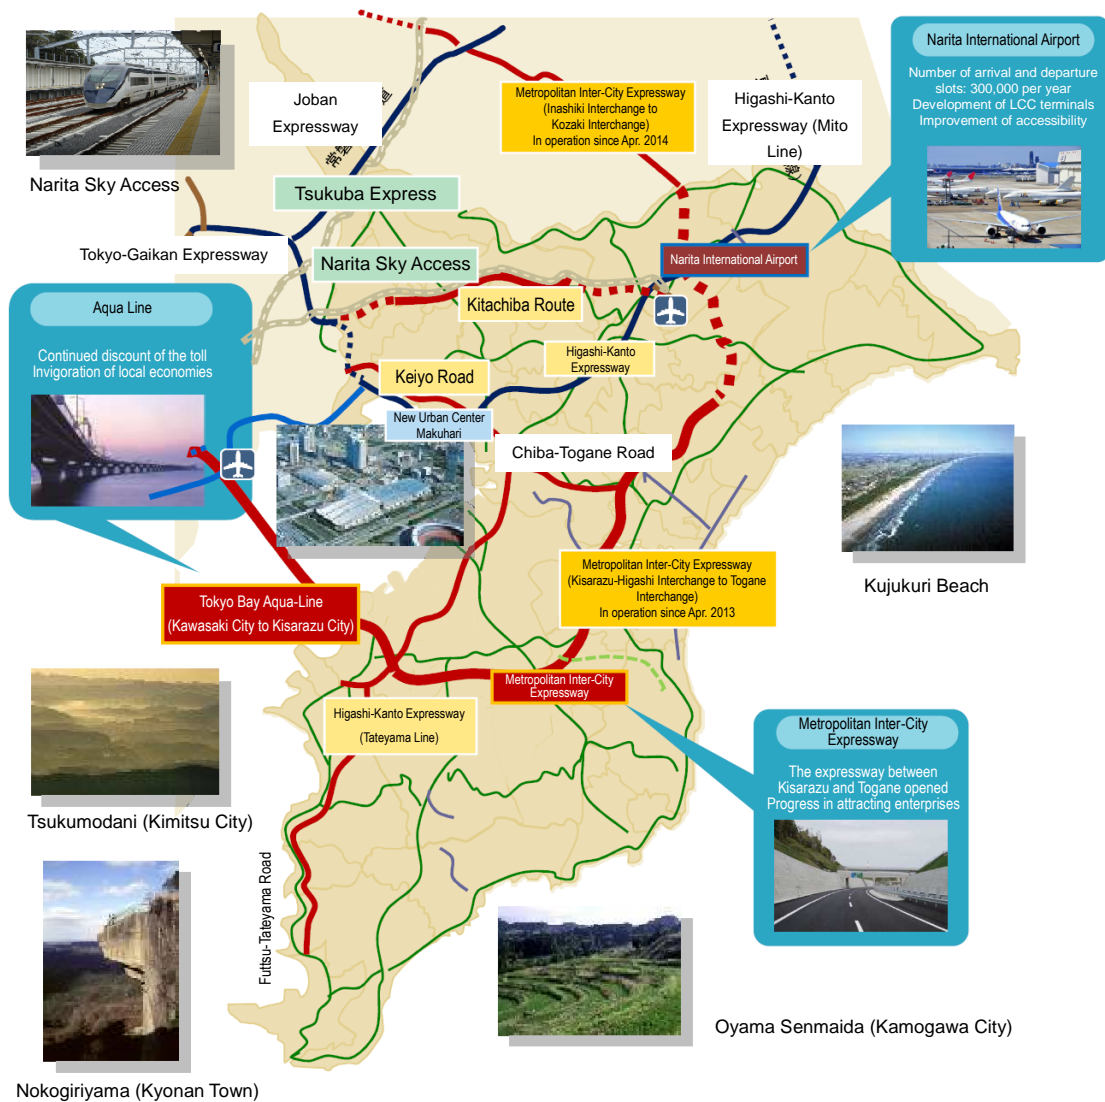 Narita International Airport
Number of arrival and departure
slots: 300,000 per year
Development of LCC terminals
Improvement of accessibility
Joban
Expressway
常磐
道
Metropolitan Inter-City Expressway
(Inashiki Interchange to
Kozaki Interchange)
In operation since Apr. 2014
Higashi-Kanto
Expressway (Mito
Line)
Narita Sky Access
Tsukuba Express
Tokyo-Gaikan Expressway
Narita Sky Access
Narita International Airport
Kitachiba Route
Aqua Line
Continued discount of the toll
Invigoration of local economies
Higashi-Kanto
Expressway
Keiyo Road
New Urban Center
Makuhari
Chiba-Togane Road
Kujukuri Beach
Metropolitan Inter-City Expressway
(Kisarazu-Higashi Interchange to Togane
Interchange)
In operation since Apr. 2013
Tokyo Bay Aqua-Line
(Kawasaki City to Kisarazu City)
Metropolitan Inter-City
Expressway
Higashi-Kanto Expressway
(Tateyama Line)
Metropolitan Inter-City
Expressway
The expressway between
Kisarazu and Togane opened
Progress in attracting enterprises
Tsukumodani (Kimitsu City)
Futtsu-Tateyama Road
Oyama Senmaida (Kamogawa City)
Nokogiriyama (Kyonan Town)